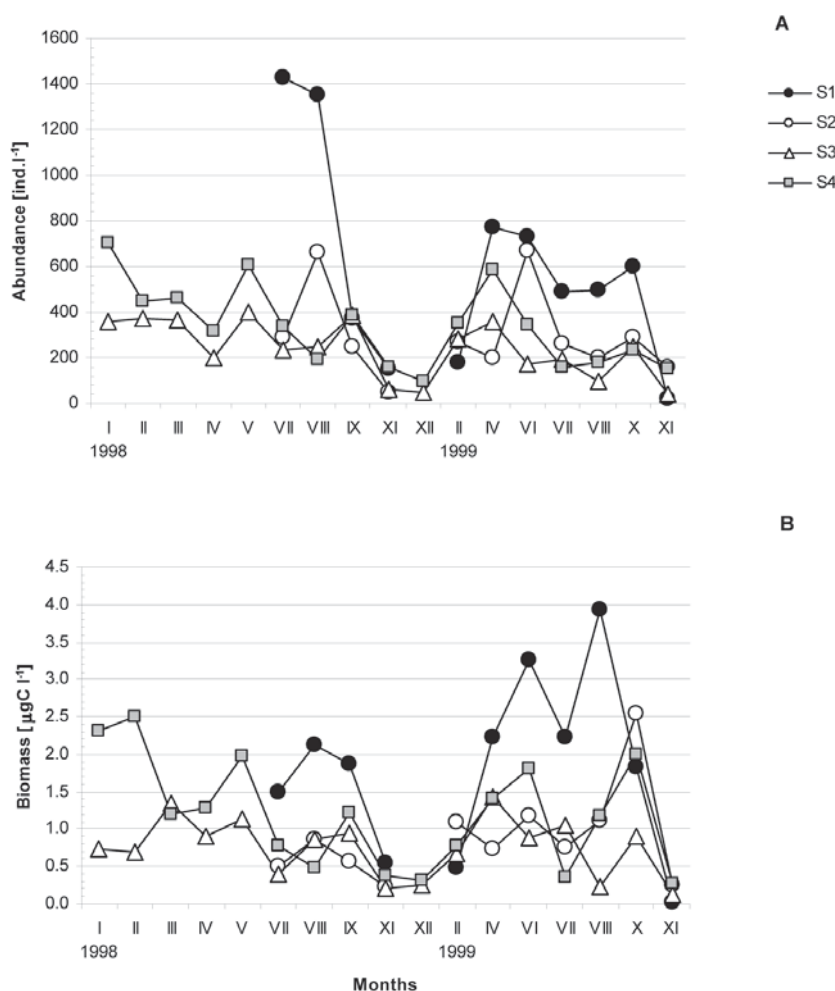 A
1600
1400
1200
1000
800
600
400
200
0
Abundance [ind.l⁻¹]
S1
S2
S3
S4
I II III IV V VII VIII IX XI XII II IV VI VII VIII X XI
1998 1999
B
4.5
4.0
3.5
3.0
2.5
2.0
1.5
1.0
0.5
0.0
Biomass [µgC l⁻¹]
I II III IV V VII VIII IX XI XII II IV VI VII VIII X XI
1998 1999
Months